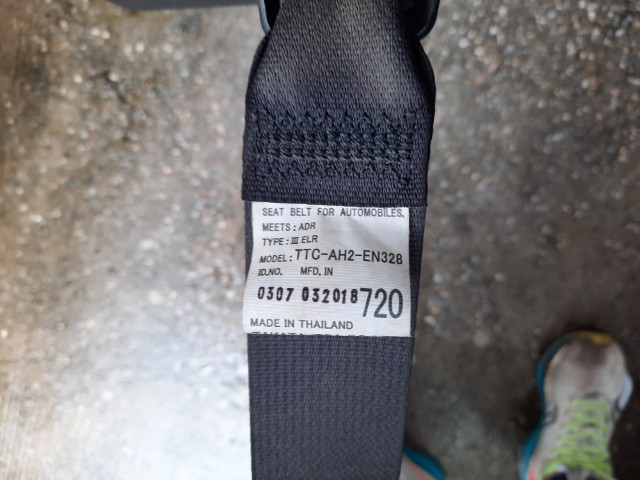 SEAT BELT FOR AUTOMOBILES.
MEETS: ADR
TYPE: III ELR
MODEL: TTC-AH2-EN328
ID.NO. MFD. IN
0307 032018 720
MADE IN THAILAND